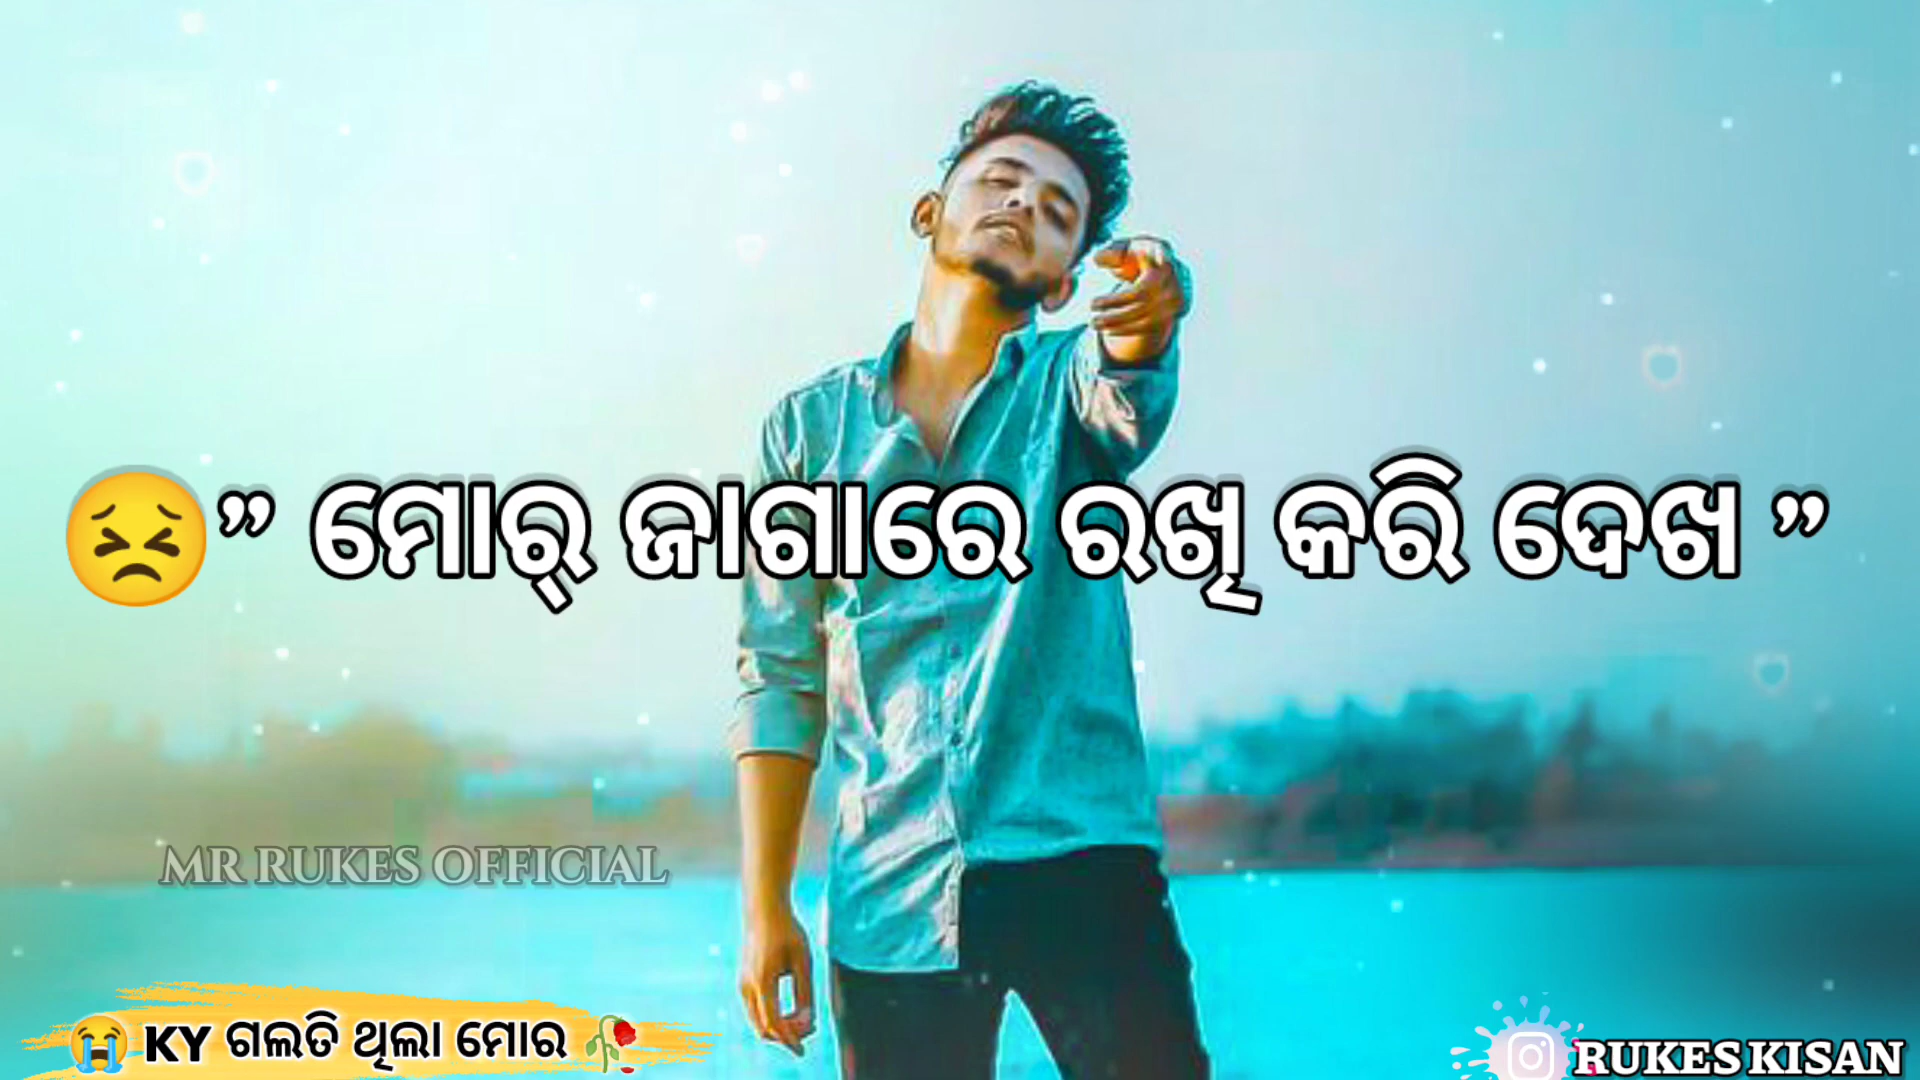 😣” ମୋର୍ ଜାଗାରେ ରଖି କରି ଦେଖ ”
MR RUKES OFFICIAL
😭 KY ଗଲତି ଥିଲା ମୋର 🥀
RUKES KISAN